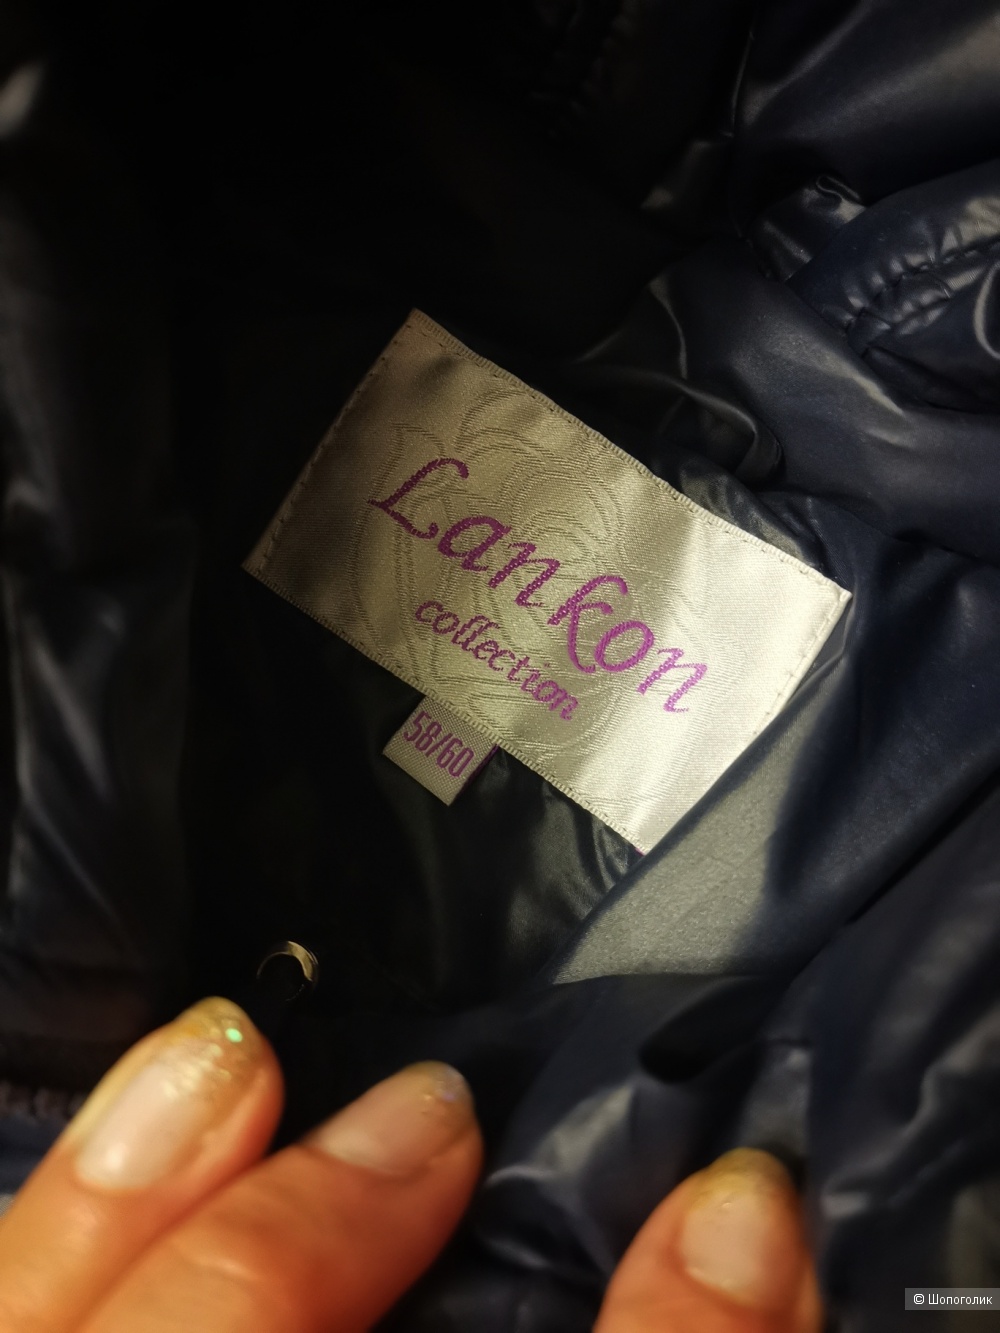 Lankon
collection
58/60
© Шопоголик